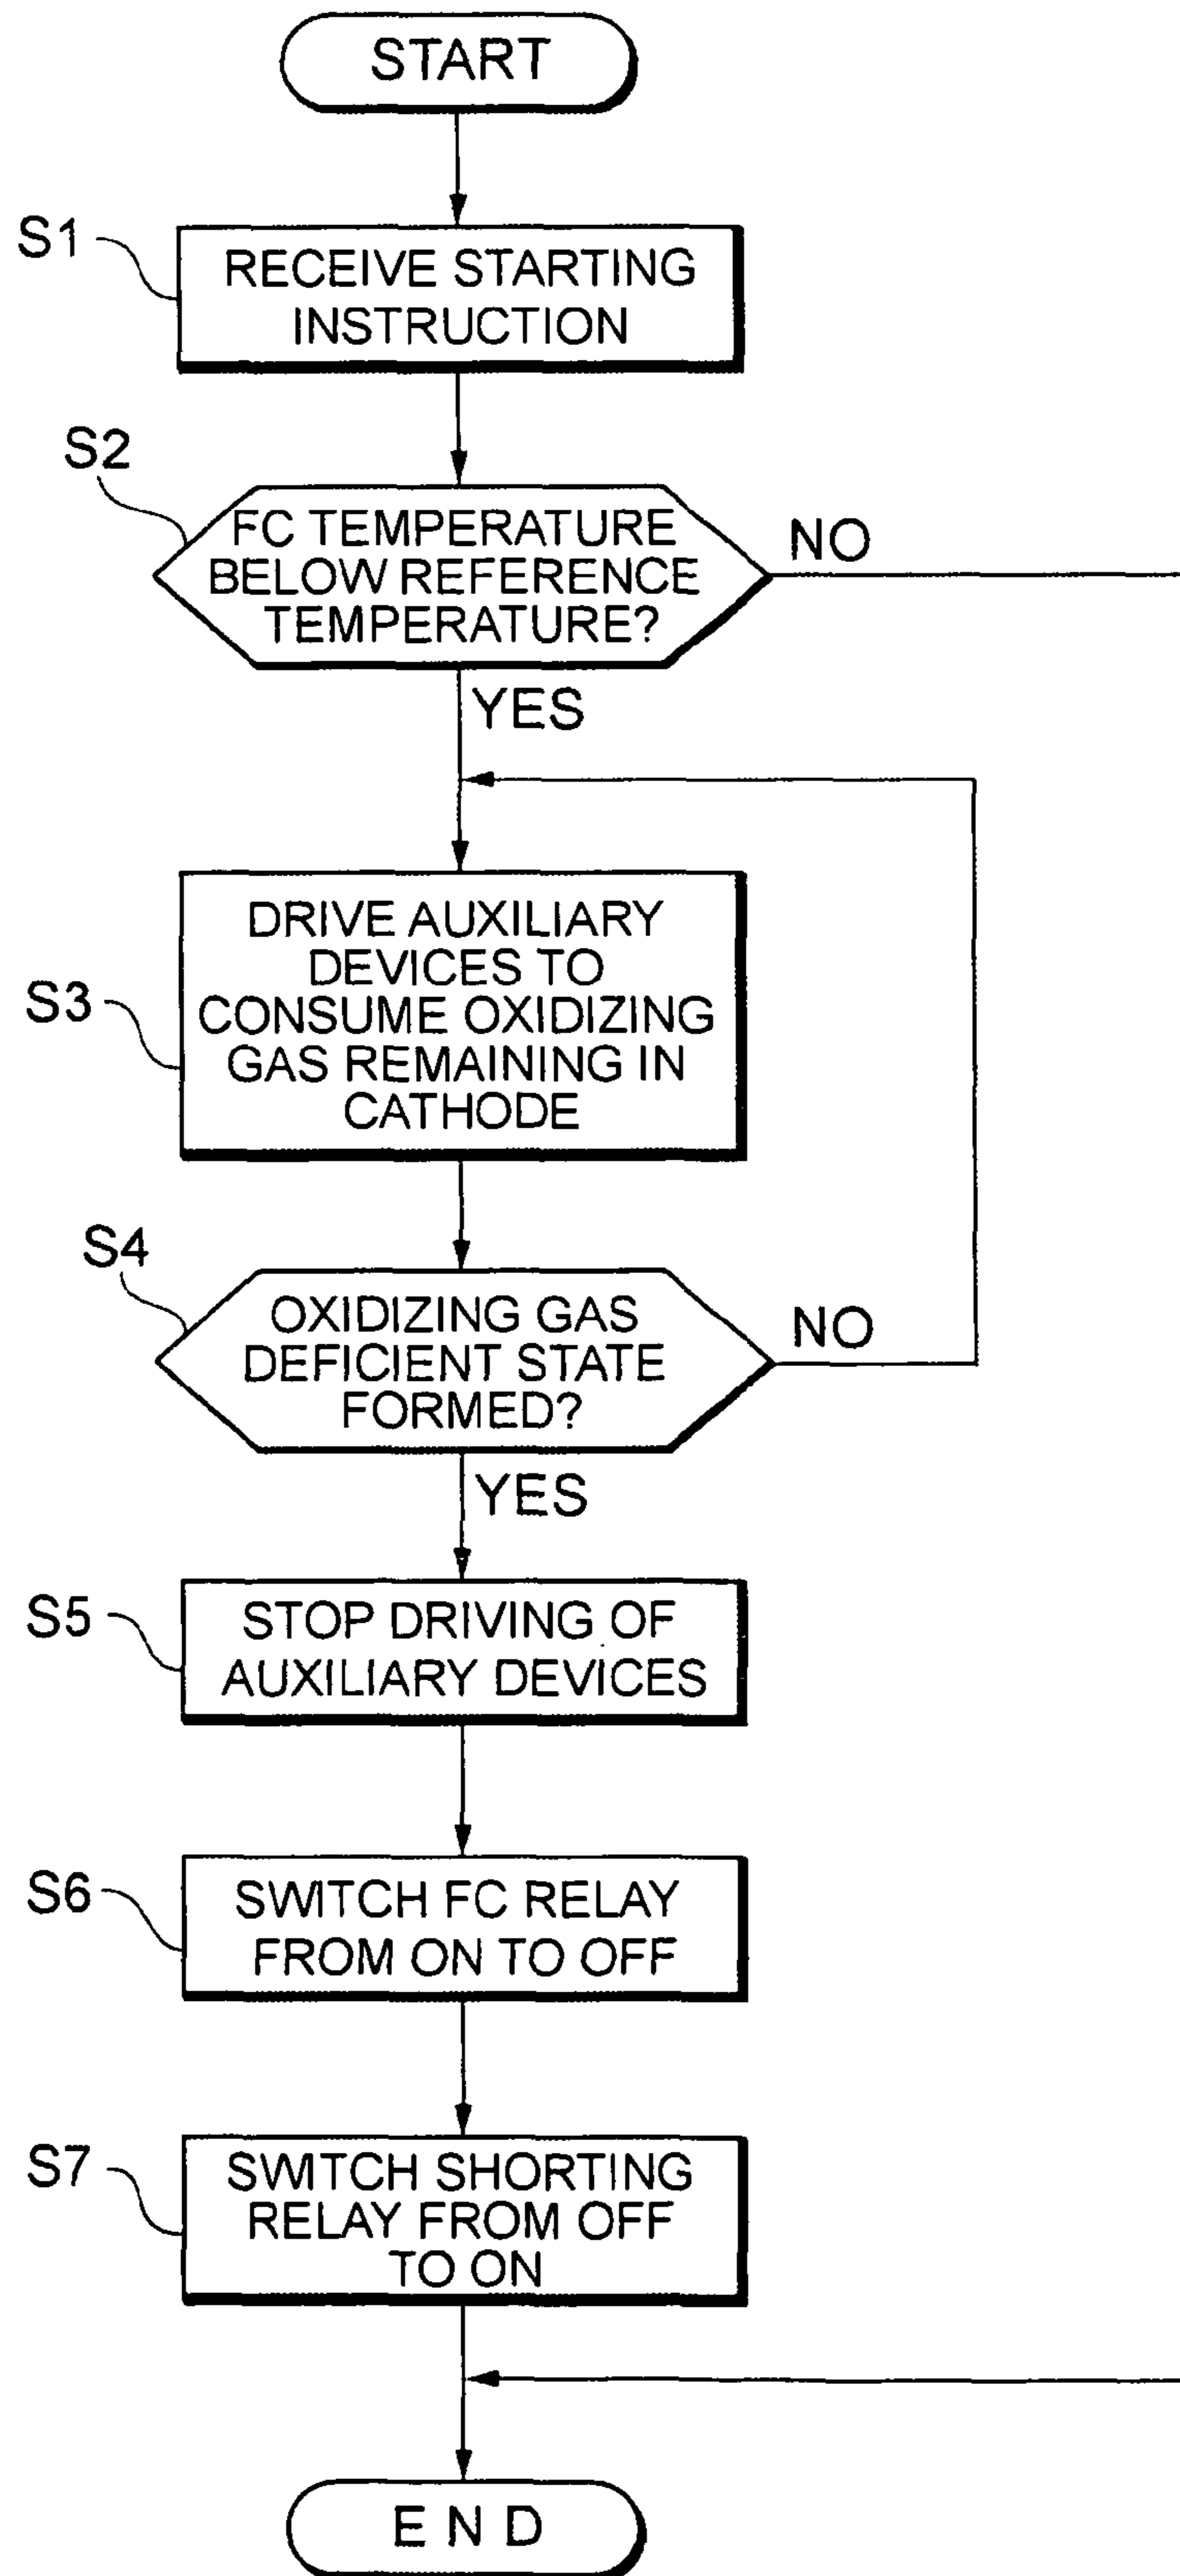 START
S1
RECEIVE STARTING
INSTRUCTION
S2
FC TEMPERATURE
BELOW REFERENCE
TEMPERATURE?
NO
YES
S3
DRIVE AUXILIARY
DEVICES TO
CONSUME OXIDIZING
GAS REMAINING IN
CATHODE
S4
OXIDIZING GAS
DEFICIENT STATE
FORMED?
NO
YES
S5
STOP DRIVING OF
AUXILIARY DEVICES
S6
SWITCH FC RELAY
FROM ON TO OFF
S7
SWITCH SHORTING
RELAY FROM OFF
TO ON
END